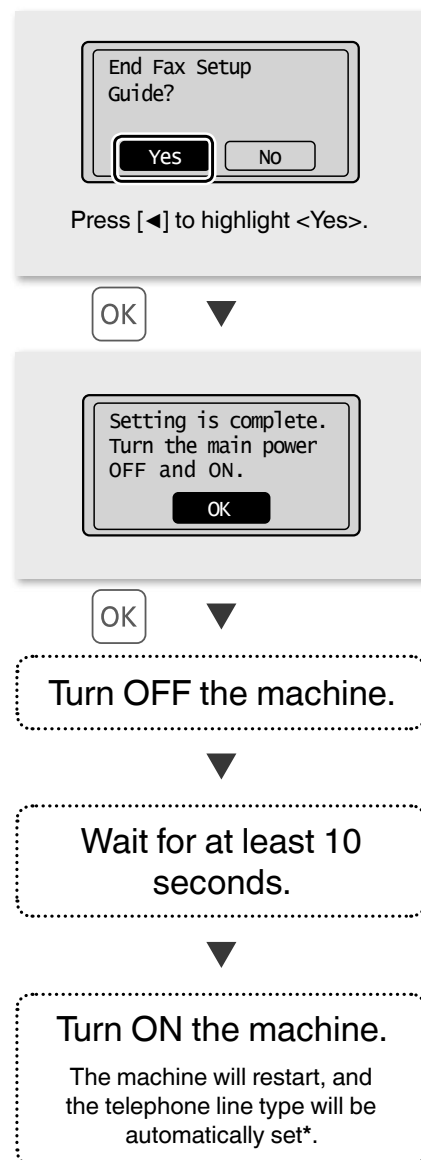 End Fax Setup
Guide?
Yes No
Press [◄] to highlight <Yes>.
OK ▼
Setting is complete.
Turn the main power
OFF and ON.
OK
OK ▼
Turn OFF the machine.
▼
Wait for at least 10
seconds.
▼
Turn ON the machine.
The machine will restart, and
the telephone line type will be
automatically set*.